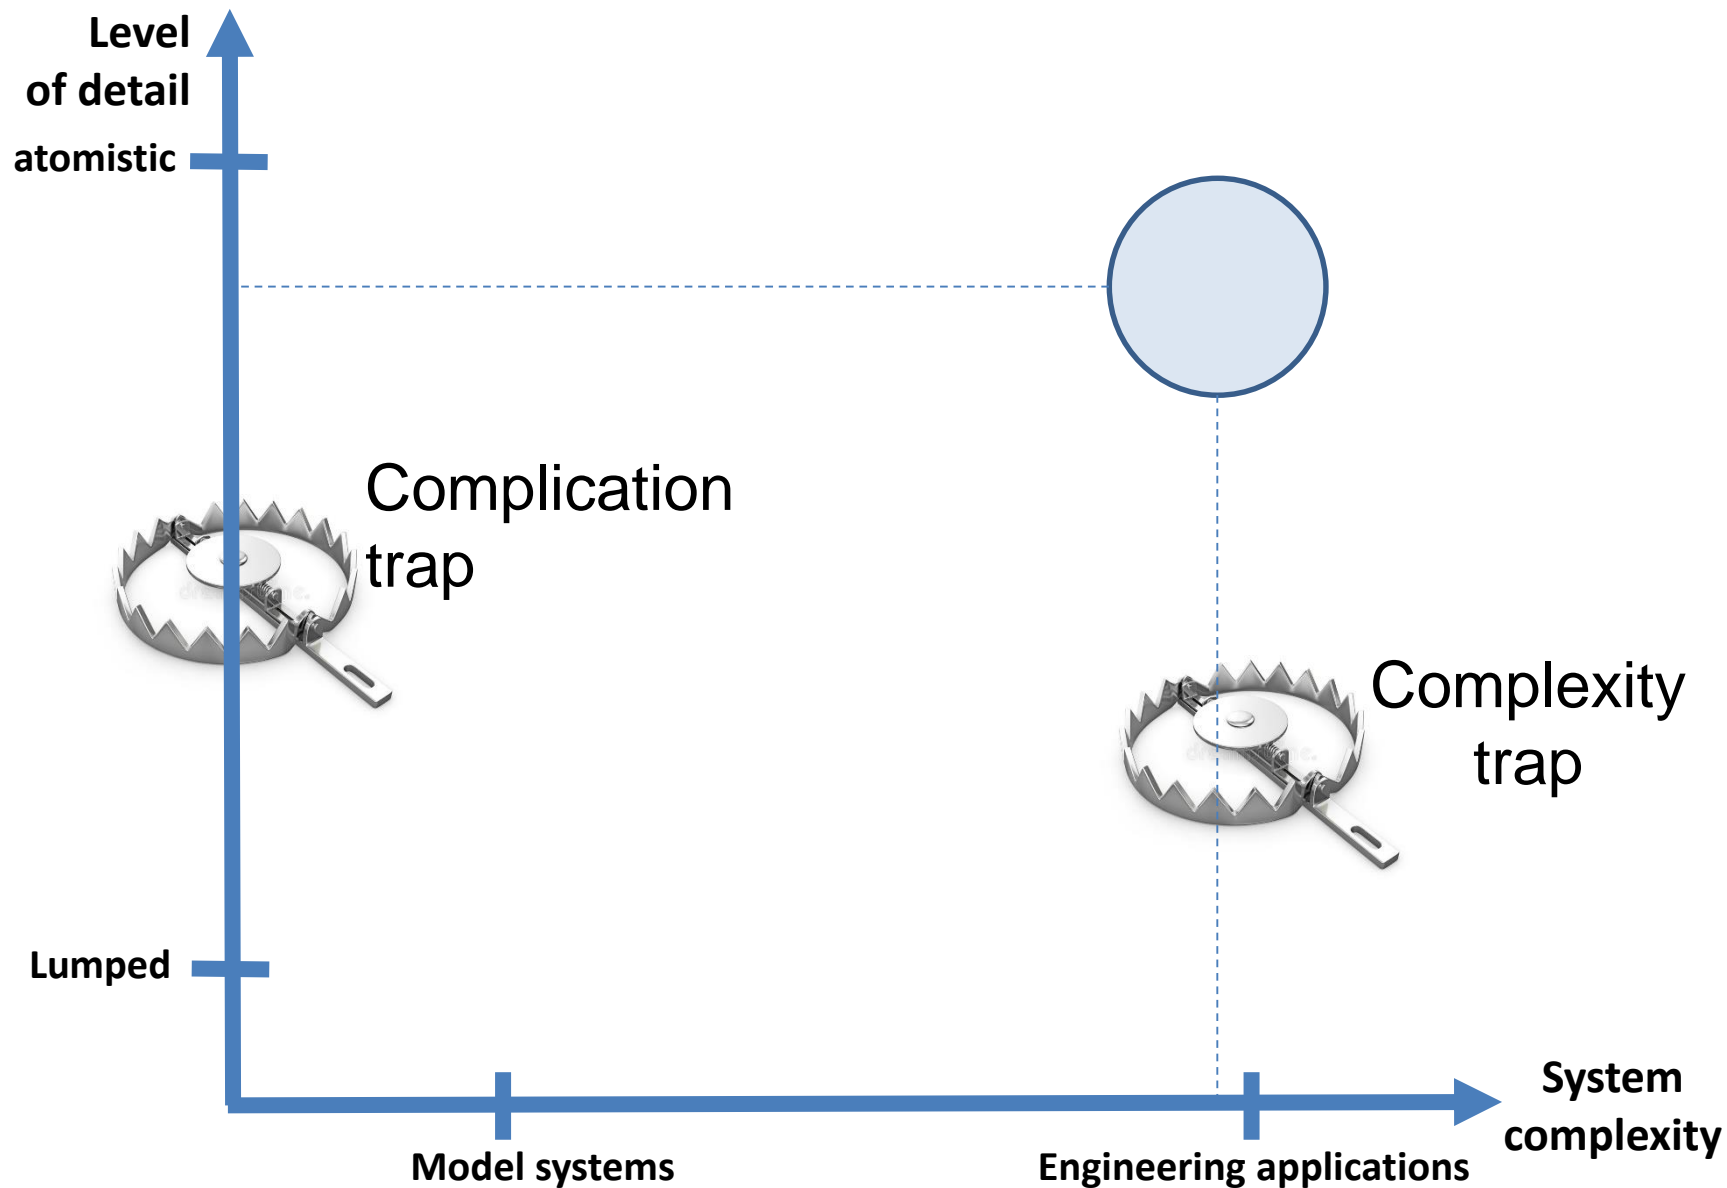 Level
of detail
atomistic
Complication
trap
Complexity
trap
Lumped
System
complexity
Model systems
Engineering applications